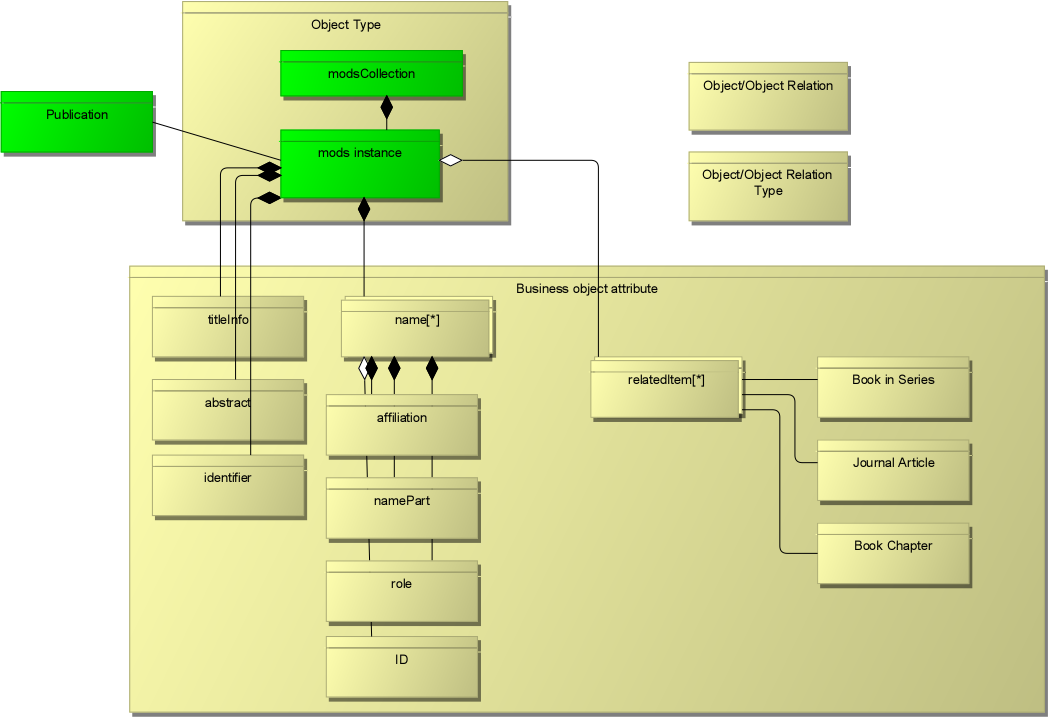 Object Type
modsCollection
Object/Object Relation
Publication
mods instance
Object/Object Relation
Type
Business object attribute
titleInfo
name[*]
relatedItem[*]
Book in Series
abstract
affiliation
Journal Article
identifier
namePart
Book Chapter
role
ID